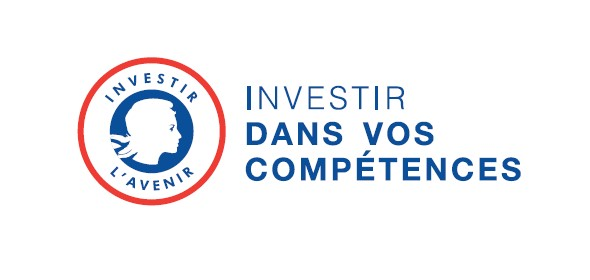 INVESTIR
L'AVENIR
INVESTIR
DANS VOS
COMPÉTENCES